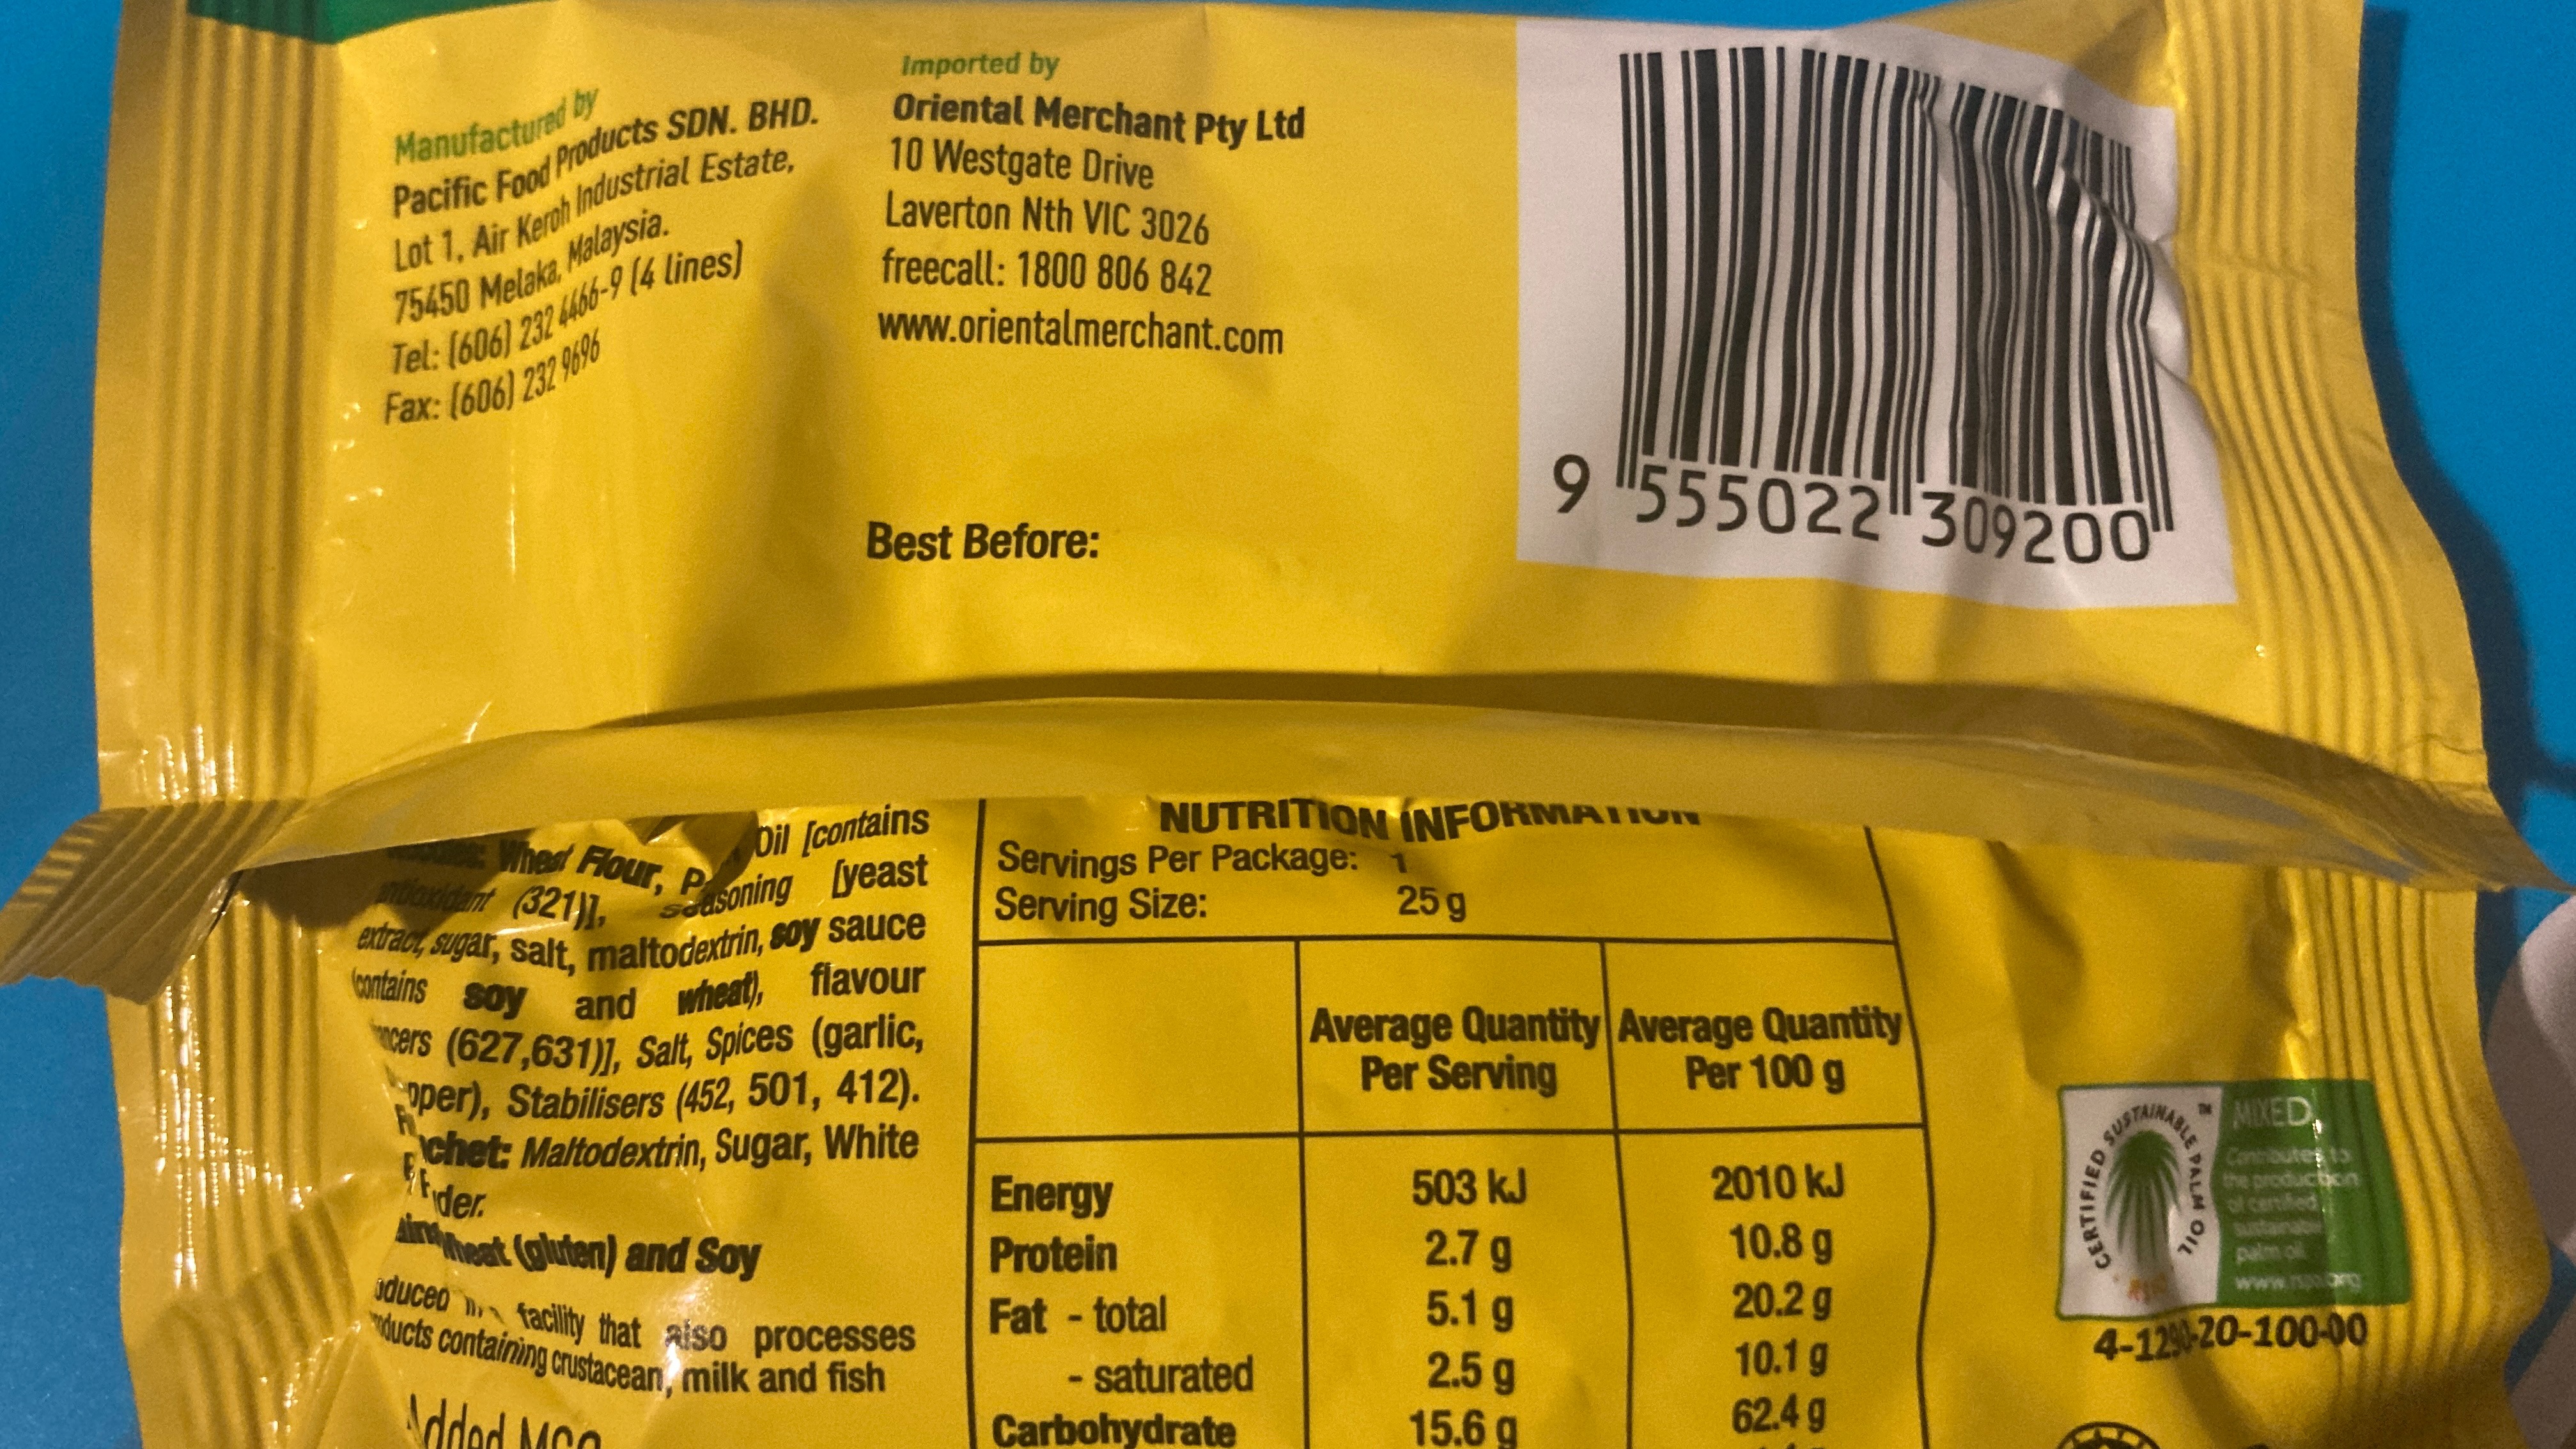 Manufactured by
Pacific Food Products SDN. BHD.
Lot 1, Air Keroh Industrial Estate,
75450 Melaka, Malaysia.
Tel: (606) 232 4466-9 (4 lines)
Fax: (606) 232 9696
Imported by
Oriental Merchant Pty Ltd
10 Westgate Drive
Laverton Nth VIC 3026
freecall: 1800 806 842
www.orientalmerchant.com
Best Before:
9 555022 309200
Wheat Flour, Oil [contains
antioxidant (321)], seasoning [yeast
extract, sugar, salt, maltodextrin, soy sauce
(contains soy and wheat), flavour
(627,631)], Salt, Spices (garlic,
Stabilisers (452, 501, 412).
Maltodextrin, Sugar, White
(gluten) and Soy
facility that also processes
containing crustacean, milk and fish
Added
NUTRITION INFORMATION
Servings Per Package: 1
Serving Size: 25 g
Average Quantity Average Quantity
Per Serving Per 100 g
Energy 503 kJ 2010 kJ
Protein 2.7 g 10.8 g
Fat - total 5.1 g 20.2 g
- saturated 2.5 g 10.1 g
Carbohydrate 15.6 g 62.4 g
CERTIFIED SUSTAINABLE PALM OIL TM
MIXED
Contributes to
the production
of certified
sustainable
palm oil
4-1290-20-100-00